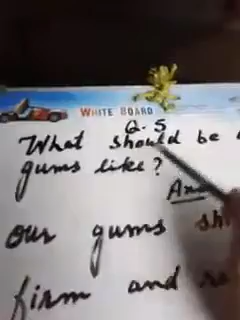 WHITE BOARD
Q. 5
What should be
gums like?
Ans
our gums sh
firm and